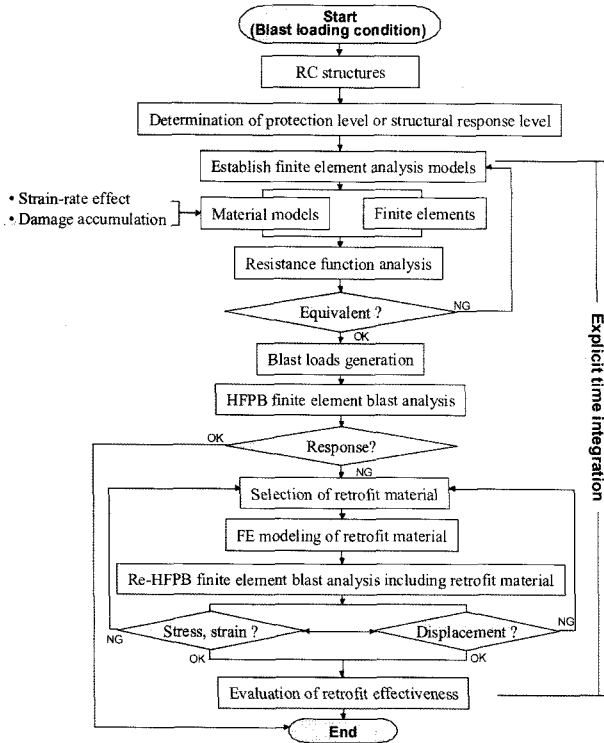 Start
(Blast loading condition)
RC structures
Determination of protection level or structural response level
Establish finite element analysis models
• Strain-rate effect
• Damage accumulation
Material models
Finite elements
Resistance function analysis
Equivalent ?
NG
OK
Blast loads generation
HFPB finite element blast analysis
OK
Response?
NG
Selection of retrofit material
FE modeling of retrofit material
Re-HFPB finite element blast analysis including retrofit material
NG
Stress, strain ?
Displacement ?
NG
OK
OK
Evaluation of retrofit effectiveness
End
Explicit time integration